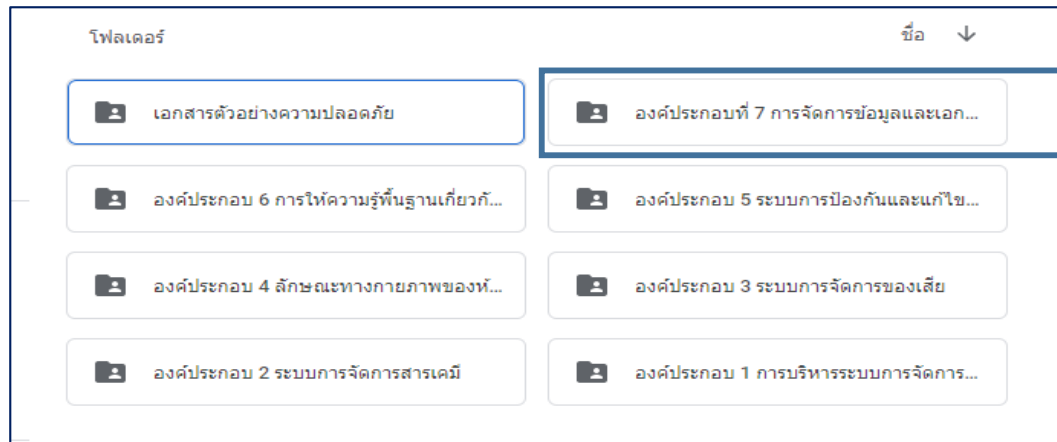 โฟลเดอร์ ชื่อ
เอกสารตัวอย่างความปลอดภัย
องค์ประกอบที่ 7 การจัดการข้อมูลและเอก...
องค์ประกอบ 6 การให้ความรู้พื้นฐานเกี่ยวกั...
องค์ประกอบ 5 ระบบการป้องกันและแก้ไข...
องค์ประกอบ 4 ลักษณะทางกายภาพของห้...
องค์ประกอบ 3 ระบบการจัดการของเสีย
องค์ประกอบ 2 ระบบการจัดการสารเคมี
องค์ประกอบ 1 การบริหารระบบการจัดการ...